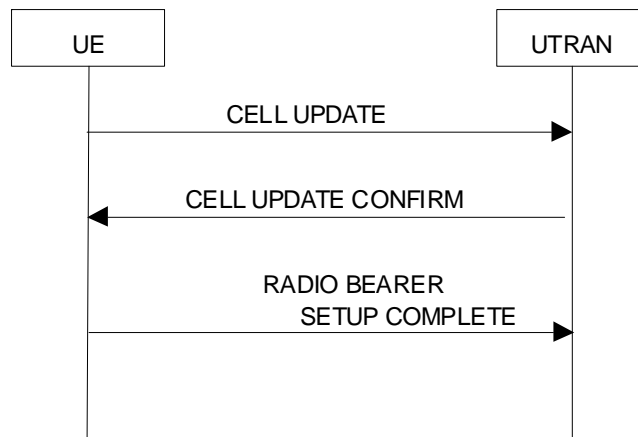 UE
UTRAN
CELL UPDATE
CELL UPDATE CONFIRM
RADIO BEARER
SETUP COMPLETE